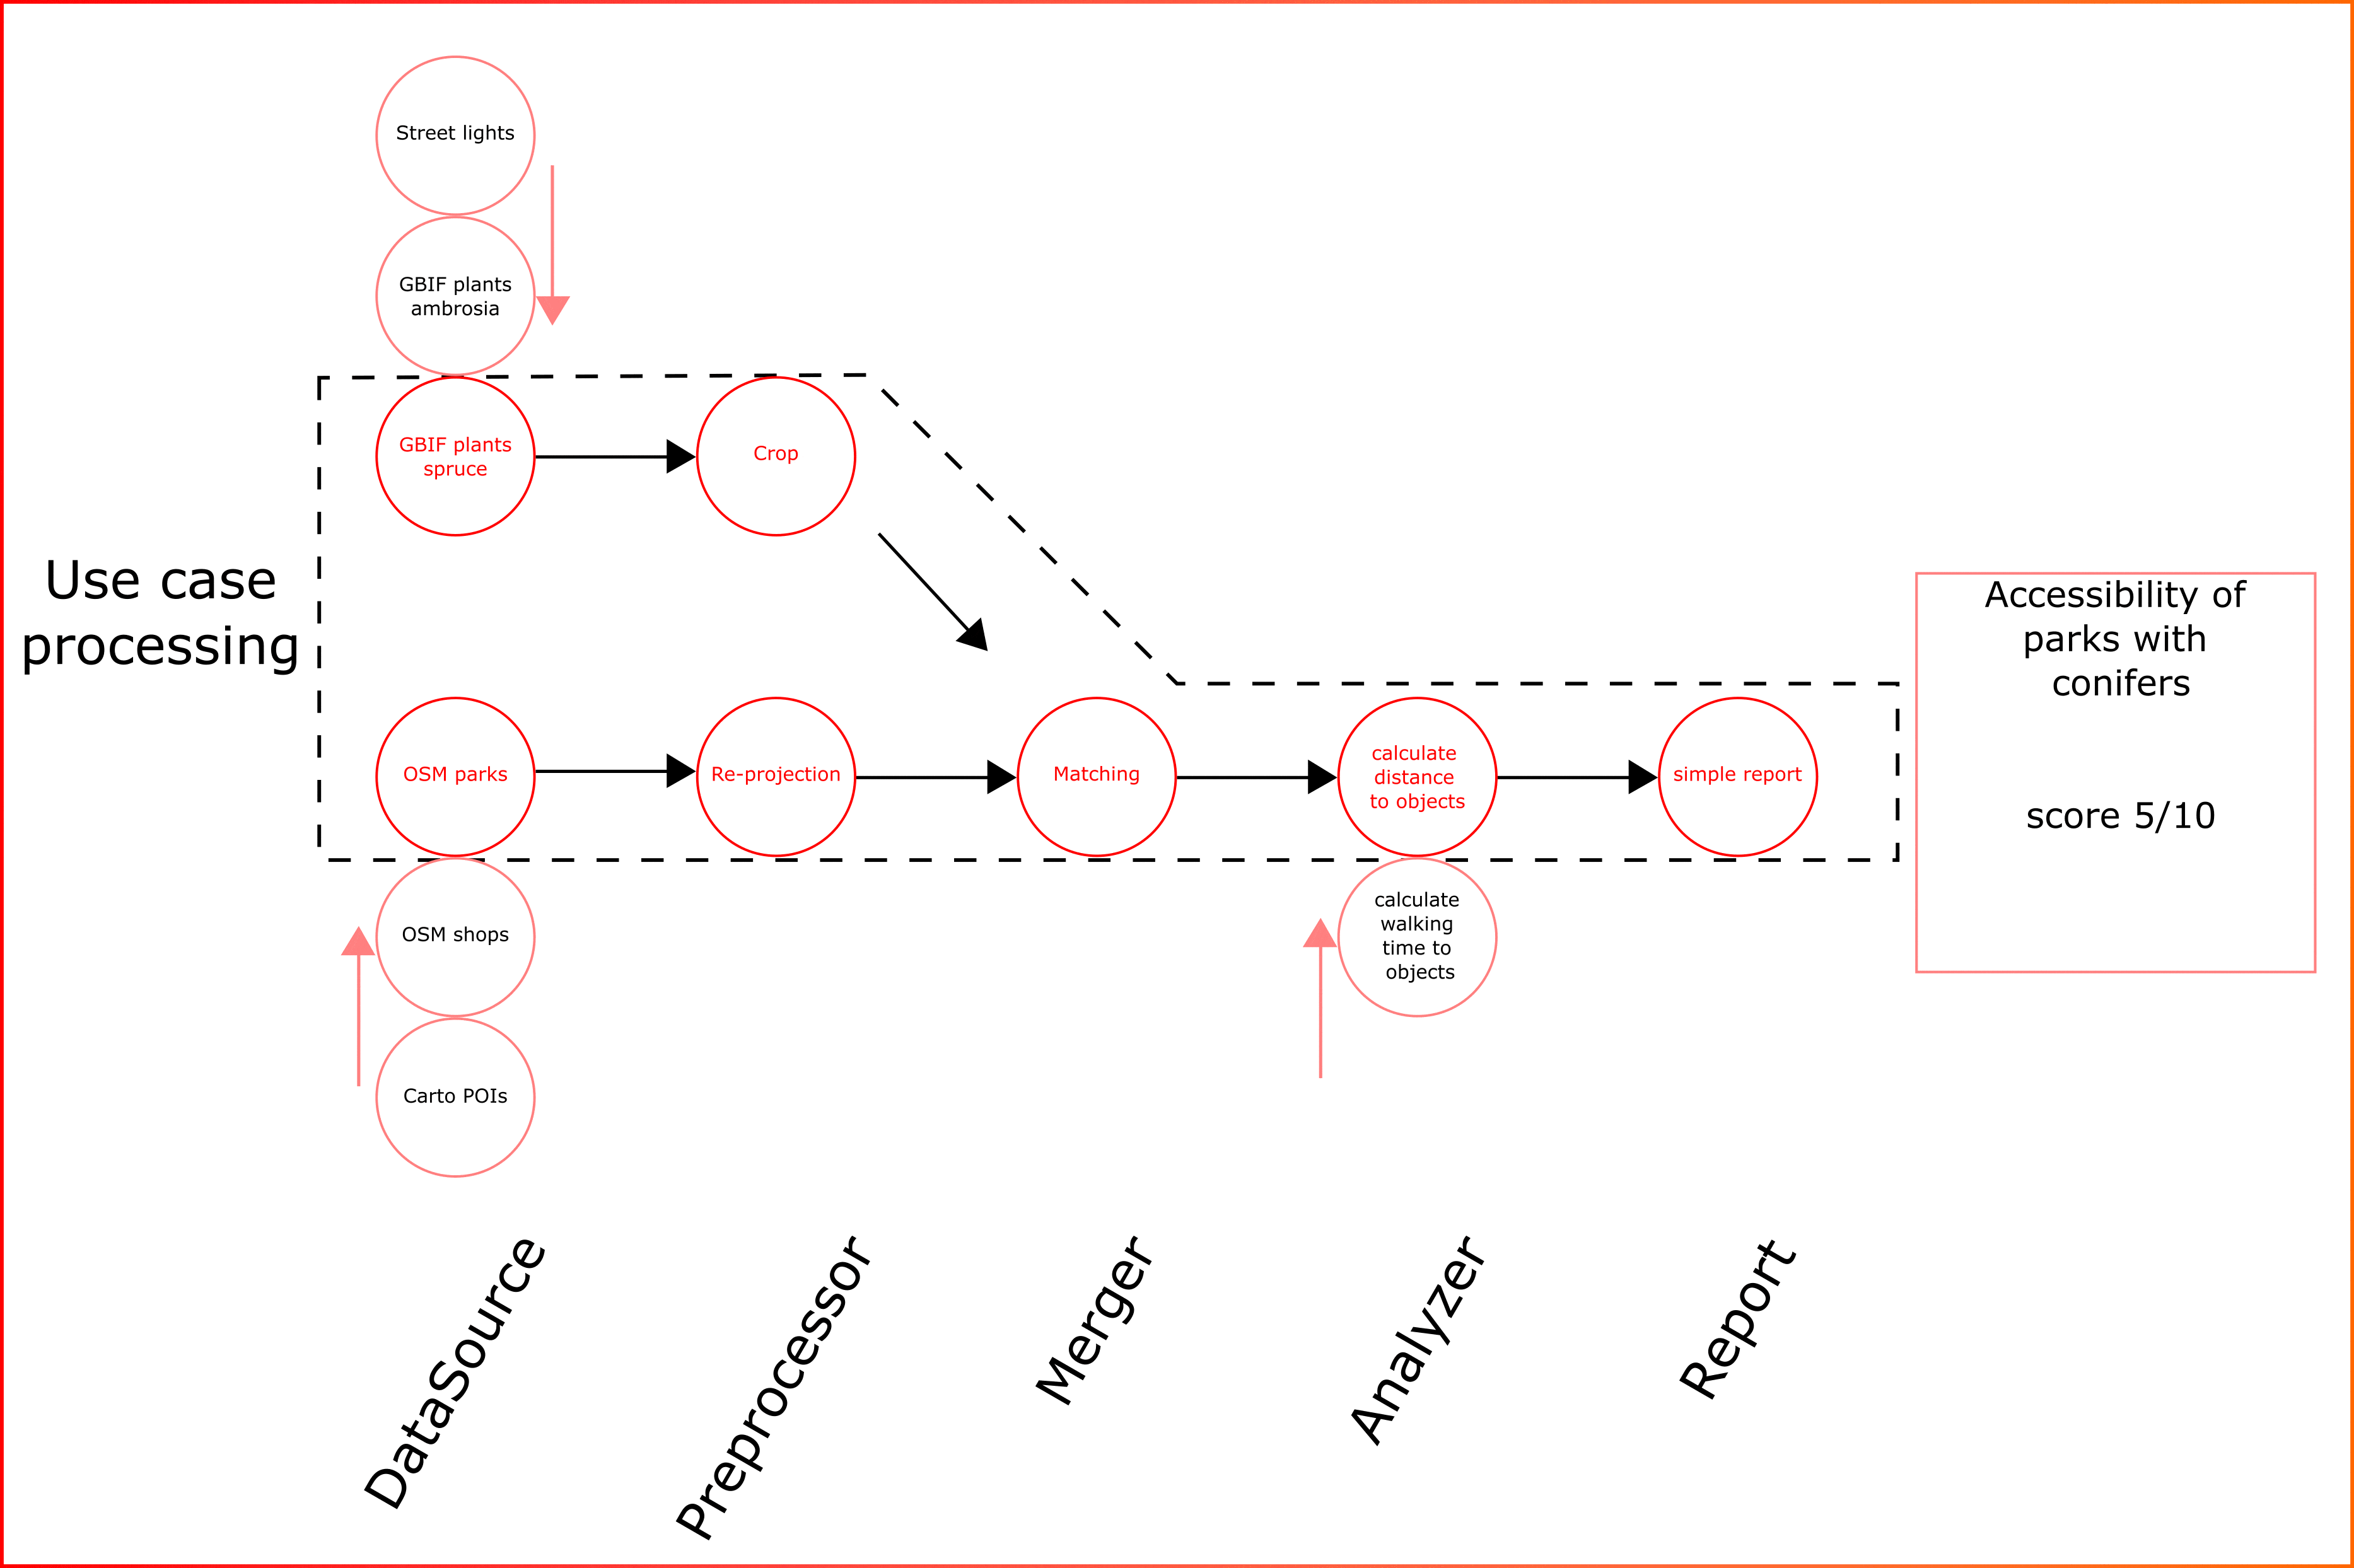 Street lights
GBIF plants
ambrosia
GBIF plants
spruce
Crop
Use case
processing
Accessibility of
parks with
conifers
score 5/10
OSM parks
Re-projection
Matching
calculate
distance
to objects
simple report
OSM shops
calculate
walking
time to
objects
Carto POIs
DataSource
Preprocessor
Merger
Analyzer
Report